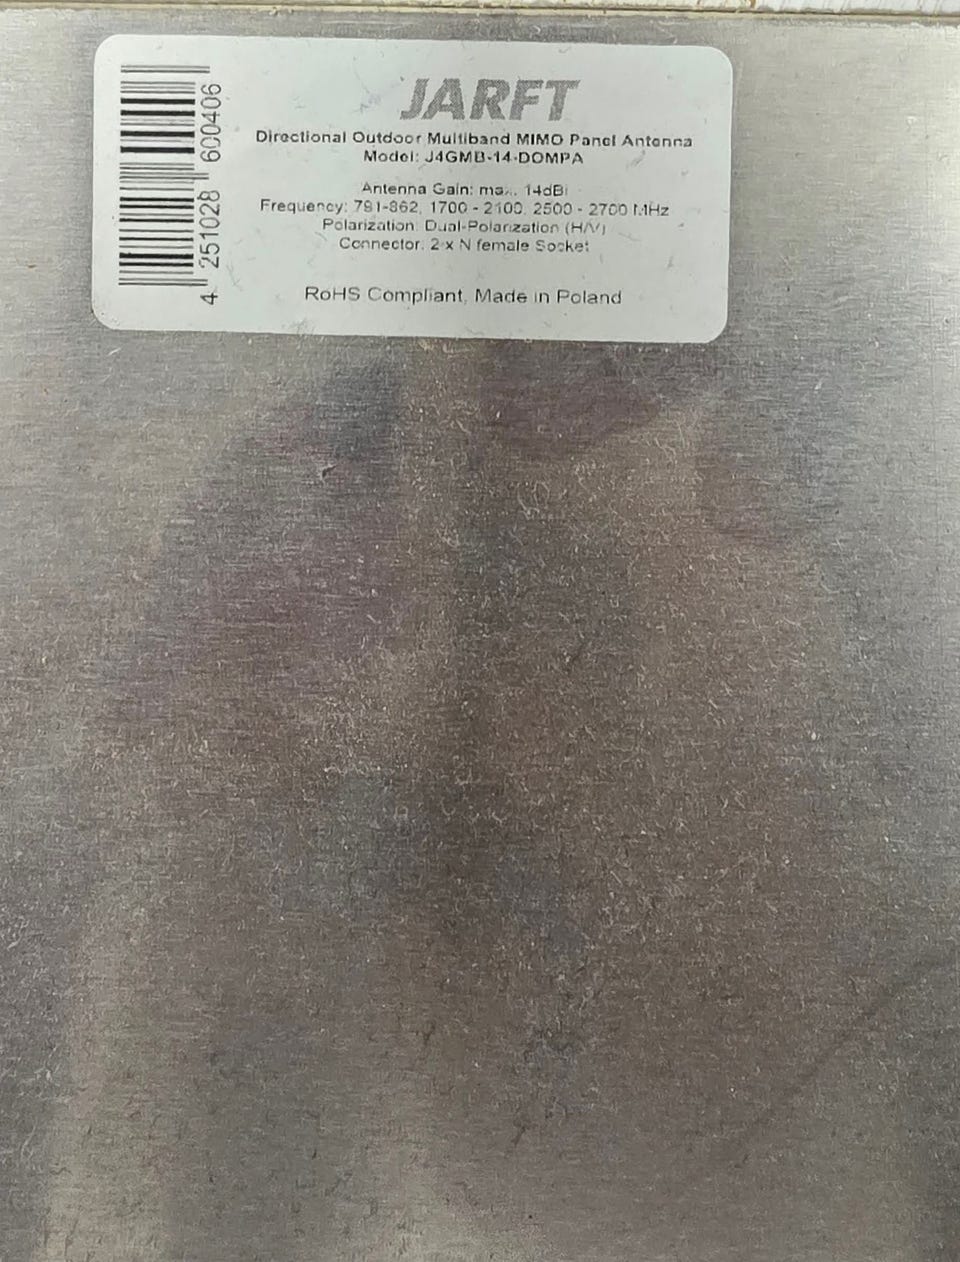 JARFT
Directional Outdoor Multiband MIMO Panel Antenna
Model: J4GMB-14-DOMPA
Antenna Gain: max. 14dBi
Frequency: 791-862, 1700 - 2100, 2500 - 2700 MHz
Polarization: Dual-Polarization (H/V)
Connector: 2 x N female Socket
RoHS Compliant, Made in Poland
4 251028 600406